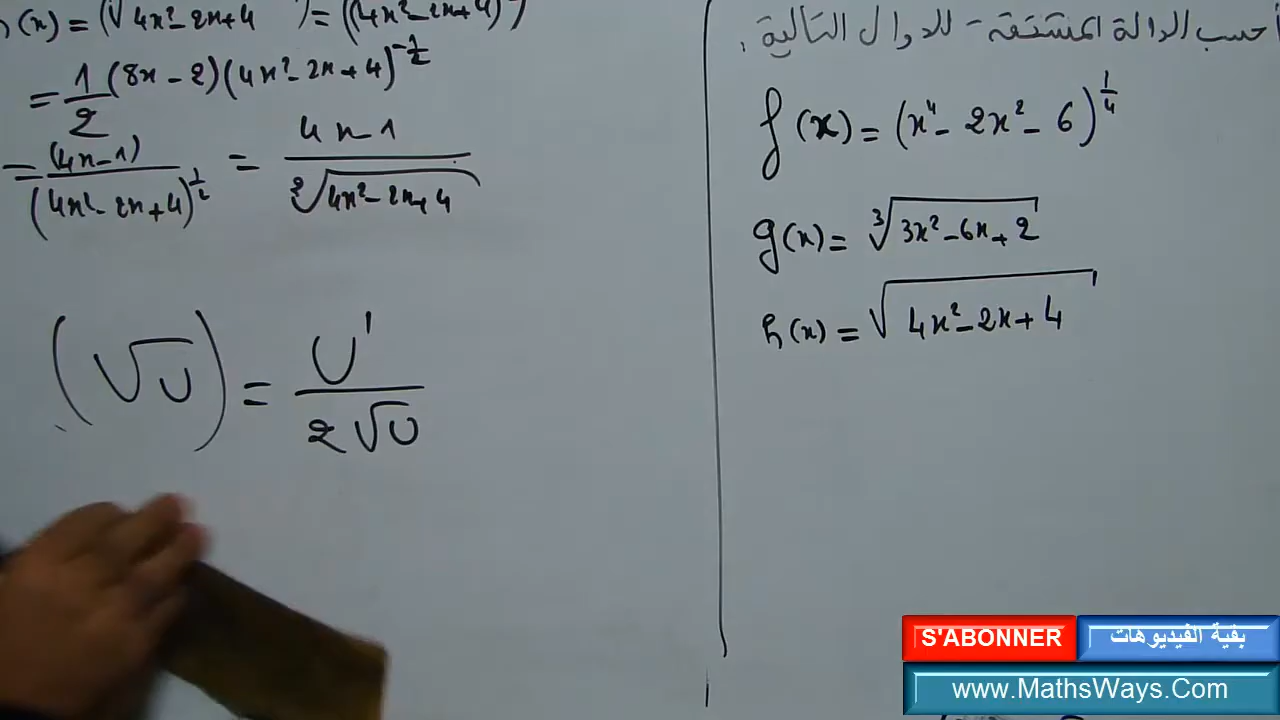 h(x) = (√4x²-2x+4)' = ((4x²-2x+4)
= 1/2 (8x-2)(4x²-2x+4)^-1/2
= (4x-1)/(4x²-2x+4)^1/2 = 4x-1/²√4x²-2x+4
(√U) = U'/2√U
أحسب الدالة المشتقة للدوال التالية .
f(x) = (x⁴- 2x² - 6)^1/4
g(x) = ³√3x²-6x+2
h(x) = √4x²-2x+4
S'ABONNER
بقية الفيديوهات
www.MathsWays.Com